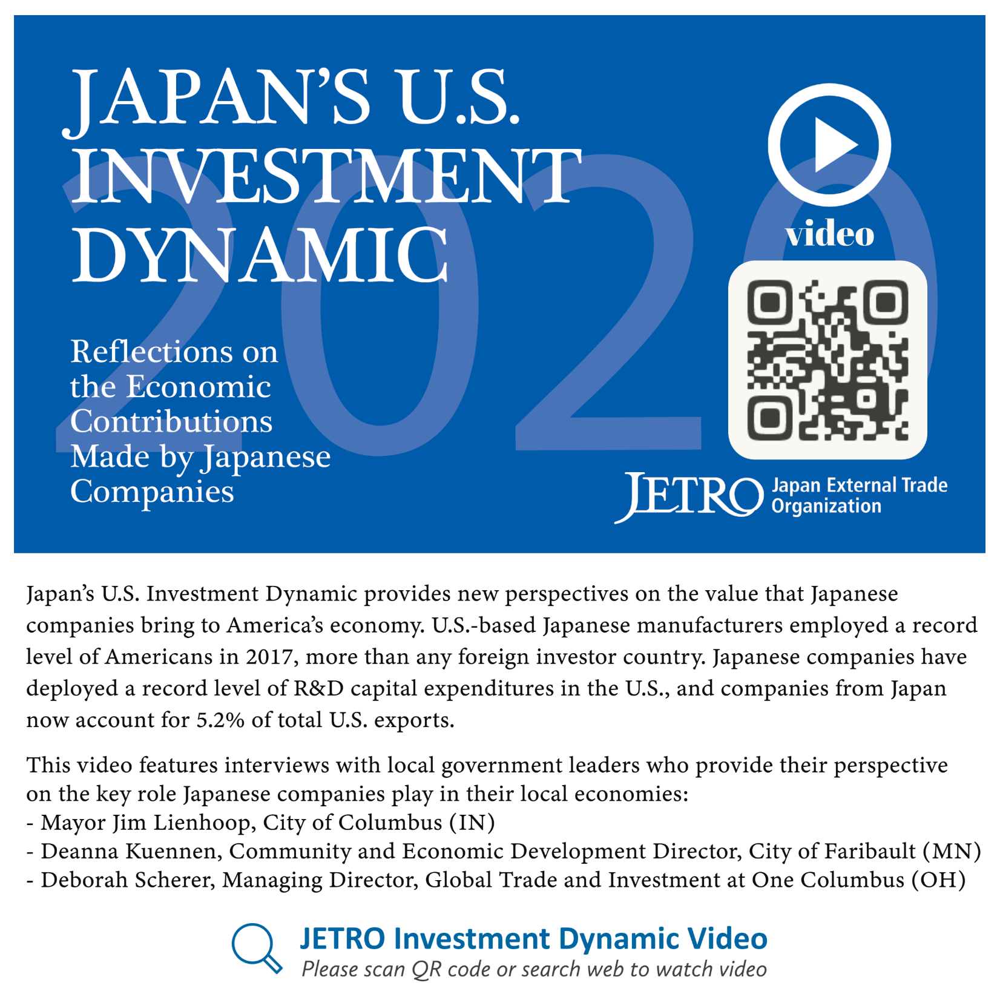 JAPAN’S U.S.
INVESTMENT
DYNAMIC
2020
Reflections on
the Economic
Contributions
Made by Japanese
Companies
video
JETRO Japan External Trade
Organization
Japan’s U.S. Investment Dynamic provides new perspectives on the value that Japanese
companies bring to America’s economy. U.S.-based Japanese manufacturers employed a record
level of Americans in 2017, more than any foreign investor country. Japanese companies have
deployed a record level of R&D capital expenditures in the U.S., and companies from Japan
now account for 5.2% of total U.S. exports.
This video features interviews with local government leaders who provide their perspective
on the key role Japanese companies play in their local economies:
- Mayor Jim Lienhoop, City of Columbus (IN)
- Deanna Kuennen, Community and Economic Development Director, City of Faribault (MN)
- Deborah Scherer, Managing Director, Global Trade and Investment at One Columbus (OH)
JETRO Investment Dynamic Video
Please scan QR code or search web to watch video